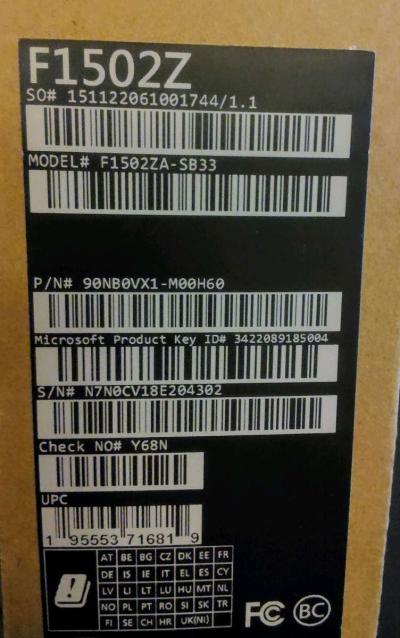 F1502Z
SO# 151122061001744/1.1
MODEL# F1502ZA-SB33
P/N# 90NB0VX1-M00H60
Microsoft Product Key ID# 3422089185004
S/N# N7N0CV18E204302
Check NO# Y68N
UPC
1 95553 71681 9
AT BE BG CZ DK EE FR
DE IS IE IT EL ES CY
LV LI LT LU HU MT NL
NO PL PT RO SI SK TR
FI SE CH HR UK(NI)
FC BC